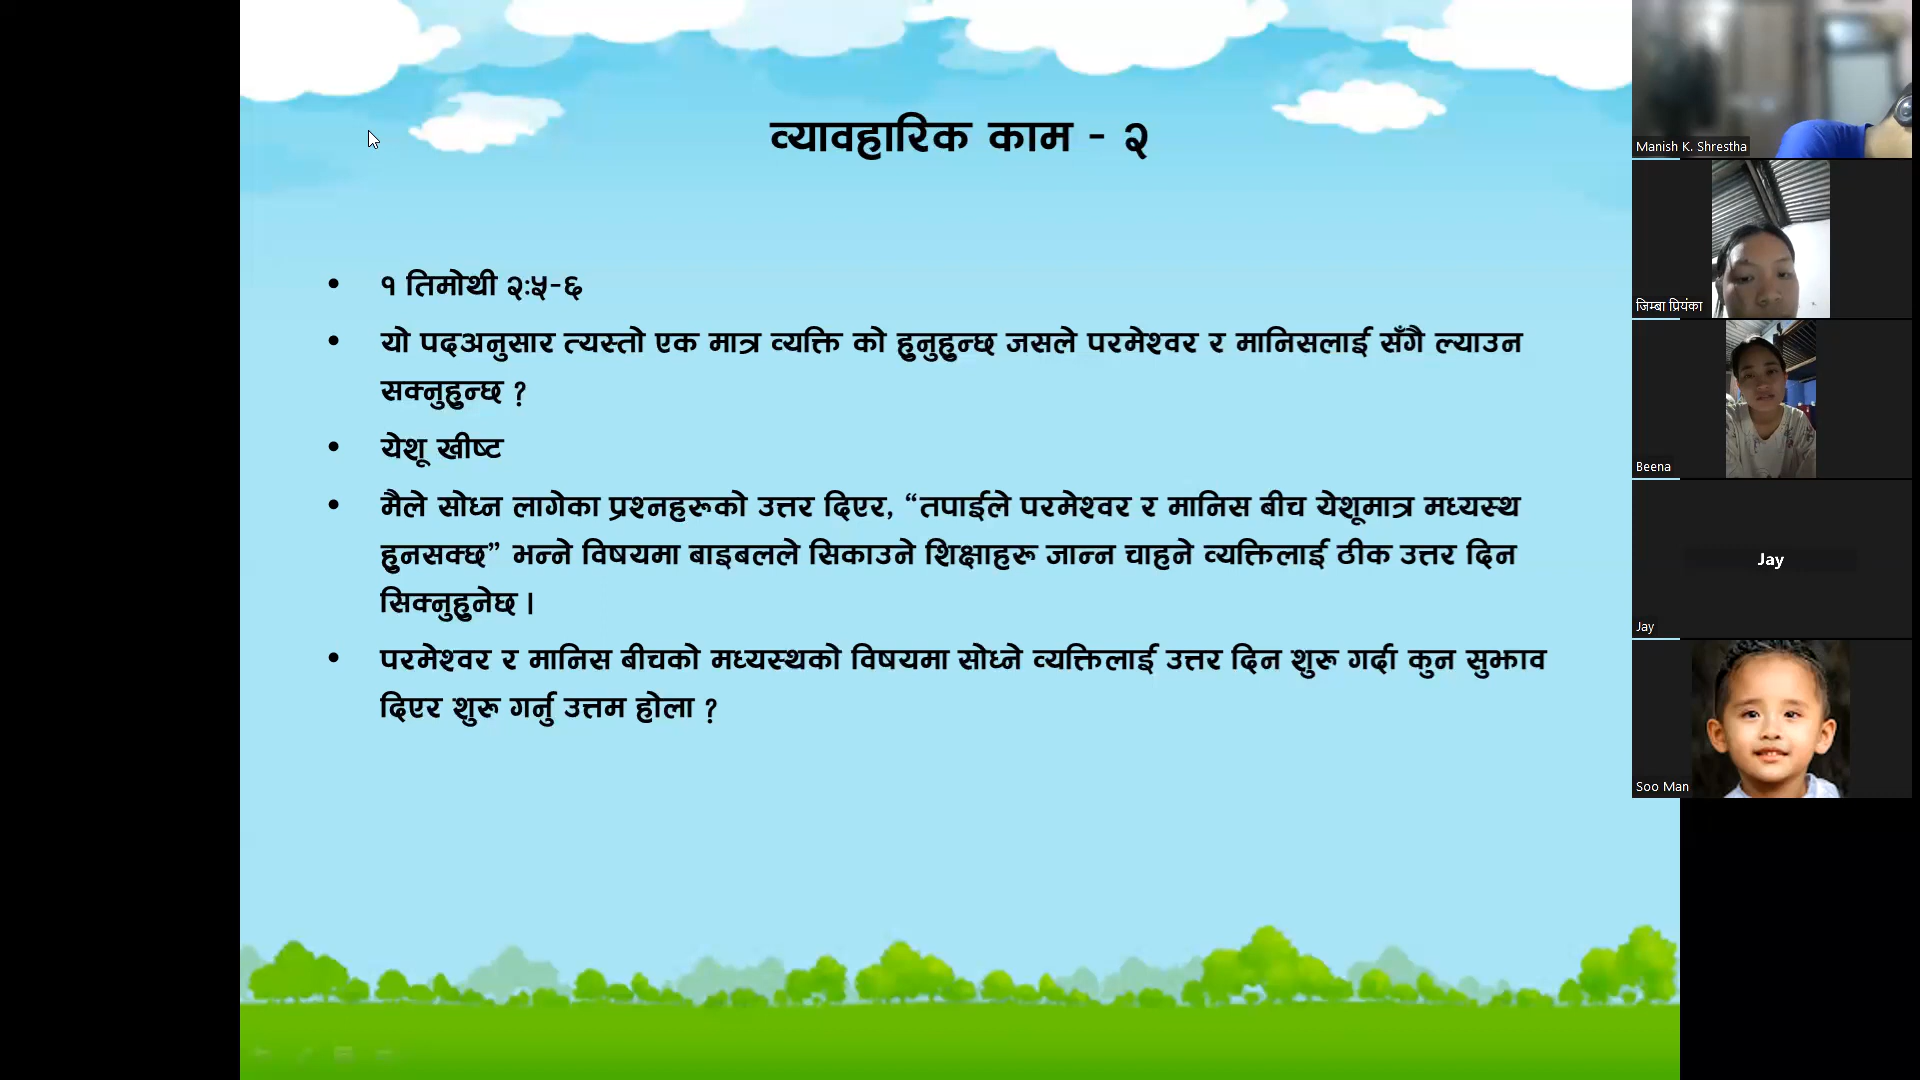 व्यावहारिक काम - २
• १ तिमोथी २:५-६
• यो पदअनुसार त्यस्तो एक मात्र व्यक्ति को हुनुहुन्छ जसले परमेश्वर र मानिसलाई सँगै ल्याउन
सक्नुहुन्छ ?
• येशू ख्रीष्ट
• मैले सोध्न लागेका प्रश्नहरूको उत्तर दिएर, “तपाईले परमेश्वर र मानिस बीच येशूमात्र मध्यस्थ
हुनसक्छ” भन्ने विषयमा बाइबलले सिकाउने शिक्षाहरू जान्न चाहने व्यक्तिलाई ठीक उत्तर दिन
सिक्नुहुनेछ ।
• परमेश्वर र मानिस बीचको मध्यस्थको विषयमा सोध्ने व्यक्तिलाई उत्तर दिन शुरू गर्दा कुन सुझाव
दिएर शुरू गर्नु उत्तम होला ?
Manish K. Shrestha
जिम्बा प्रियंका
Beena
Jay
Jay
Soo Man